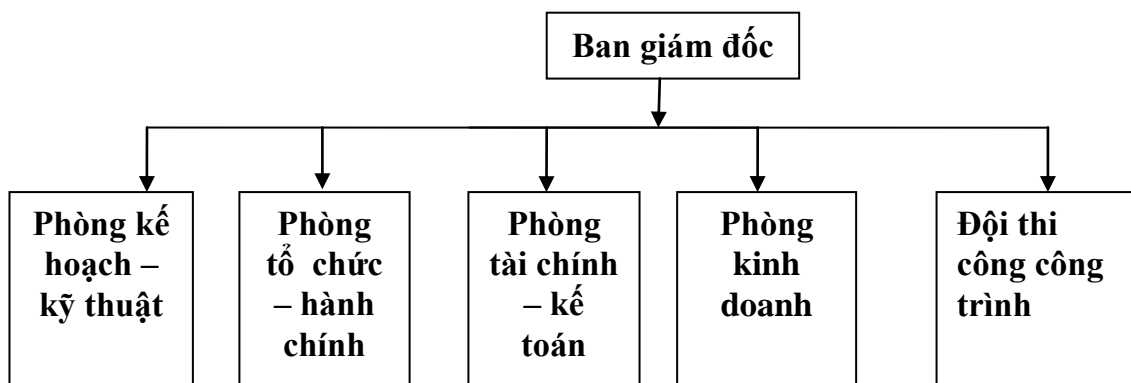 Ban giám đốc
Phòng kế
hoạch –
kỹ thuật
Phòng
tổ chức
– hành
chính
Phòng
tài chính
– kế
toán
Phòng
kinh
doanh
Đội thi
công công
trình